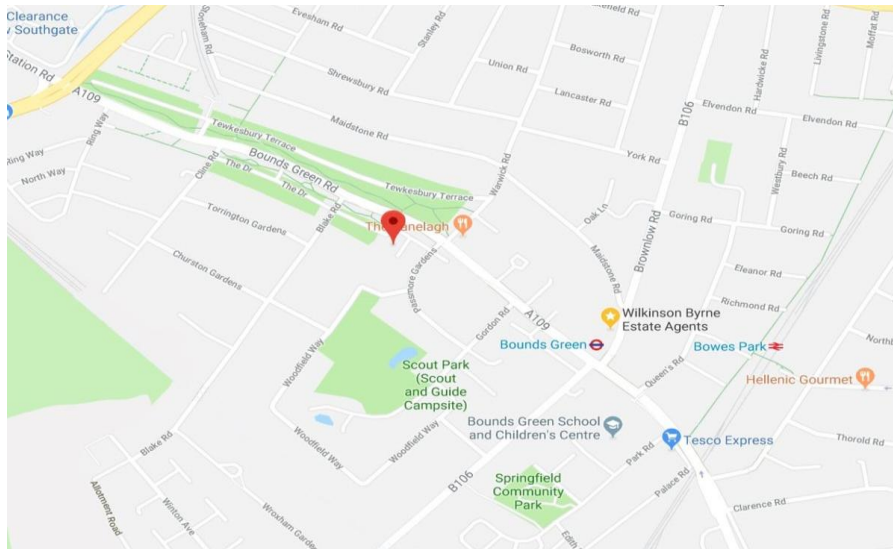 Clearance
Southgate
Station Rd
A109
Stoneham Rd
Evesham Rd
Stanley Rd
Shrewsbury Rd
Union Rd
Bosworth Rd
Lancaster Rd
B106
Hardwicke Rd
Livingstone Rd
Moffat Rd
Elvendon Rd
Elvendon Rd
Maidstone Rd
Tewkesbury Terrace
Bounds Green Rd
Tewkesbury Terrace
Ring Way
Ring Way
North Way
Cline Rd
The Dr
The Dr
Torrington Gardens
Blake Rd
Churston Gardens
Warwick Rd
York Rd
Westbury Rd
Beech Rd
Oak Ln
Goring Rd
Goring Rd
Maidstone Rd
Brownlow Rd
Eleanor Rd
Richmond Rd
Passmore Gardens
Gordon Rd
A109
Wilkinson Byrne
Estate Agents
Bounds Green
Bowes Park
Queen's Rd
Hellenic Gourmet
Woodfield Way
Scout Park
(Scout
and Guide
Campsite)
Bounds Green School
and Children's Centre
Tesco Express
Thorold Rd
Woodfield Way
Woodfield Way
Blake Rd
B106
Park Rd
Palace Rd
Springfield
Community
Park
Clarence Rd
Allotment Road
Winton Ave